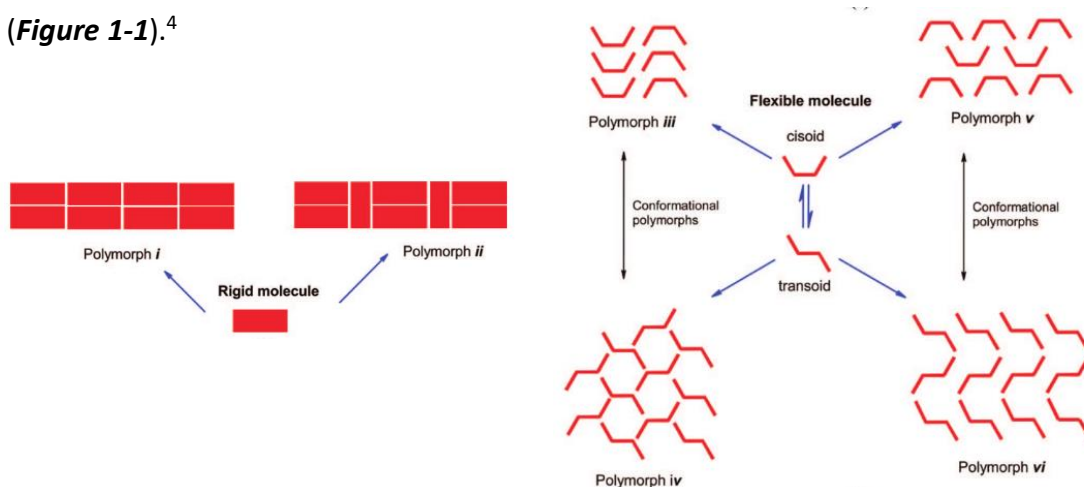 (Figure 1-1).4
Polymorph i
Polymorph ii
Rigid molecule
Polymorph iii
Flexible molecule
cisoid
Polymorph v
Conformational
polymorphs
Conformational
polymorphs
transoid
Polymorph iv
Polymorph vi